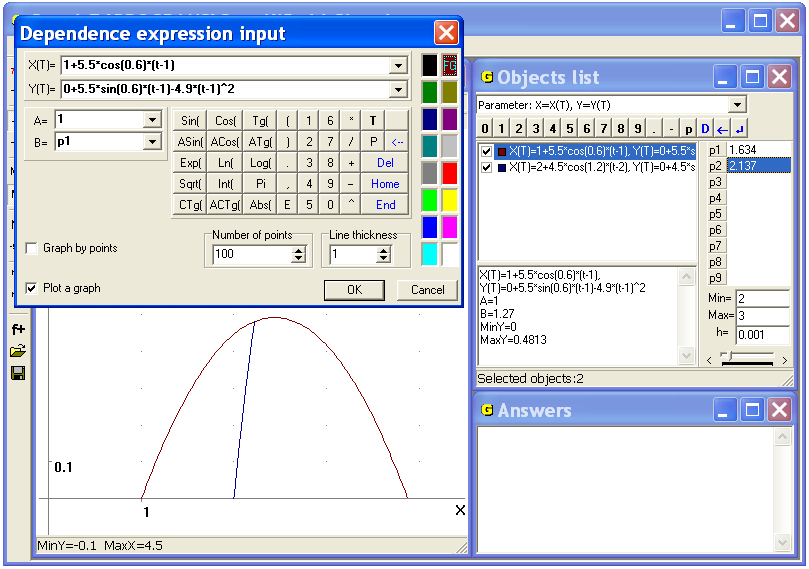 Dependence expression input
X(T)= 1+5.5*cos(0.6)*(t-1)
Y(T)= 0+5.5*sin(0.6)*(t-1)-4.9*(t-1)^2
A= 1
B= p1
Sin( Cos( Tg( ( 1 6 * T
ASin( ACos( ATg( ) 2 7 / P <--
Exp( Ln( Log( . 3 8 + Del
Sqrt( Int( Pi , 4 9 − Home
CTg( ACTg( Abs( E 5 0 ^ End
FG
Graph by points
Number of points
100
Line thickness
1
Plot a graph
OK
Cancel
f+
0.1
1
X
MinY=-0.1 MaxX=4.5
Objects list
Parameter: X=X(T), Y=Y(T)
0 1 2 3 4 5 6 7 8 9 . - p D ← ↵
X(T)=1+5.5*cos(0.6)*(t-1), Y(T)=0+5.5*s
X(T)=2+4.5*cos(1.2)*(t-2), Y(T)=0+4.5*s
p1 1.634
p2 2.137
p3
p4
p5
p6
p7
p8
p9
X(T)=1+5.5*cos(0.6)*(t-1),
Y(T)=0+5.5*sin(0.6)*(t-1)-4.9*(t-1)^2
A=1
B=1.27
MinY=0
MaxY=0.4813
Min= 2
Max= 3
h= 0.001
Selected objects:2
Answers